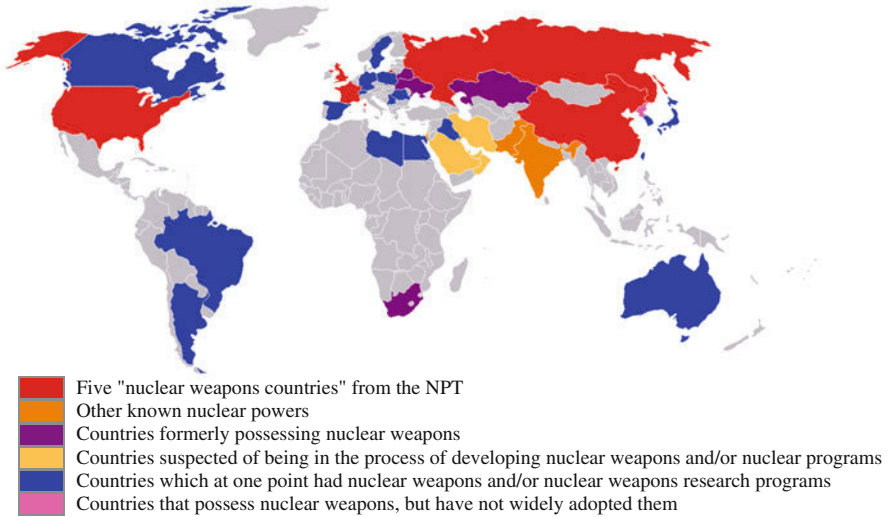 Five "nuclear weapons countries" from the NPT
Other known nuclear powers
Countries formerly possessing nuclear weapons
Countries suspected of being in the process of developing nuclear weapons and/or nuclear programs
Countries which at one point had nuclear weapons and/or nuclear weapons research programs
Countries that possess nuclear weapons, but have not widely adopted them